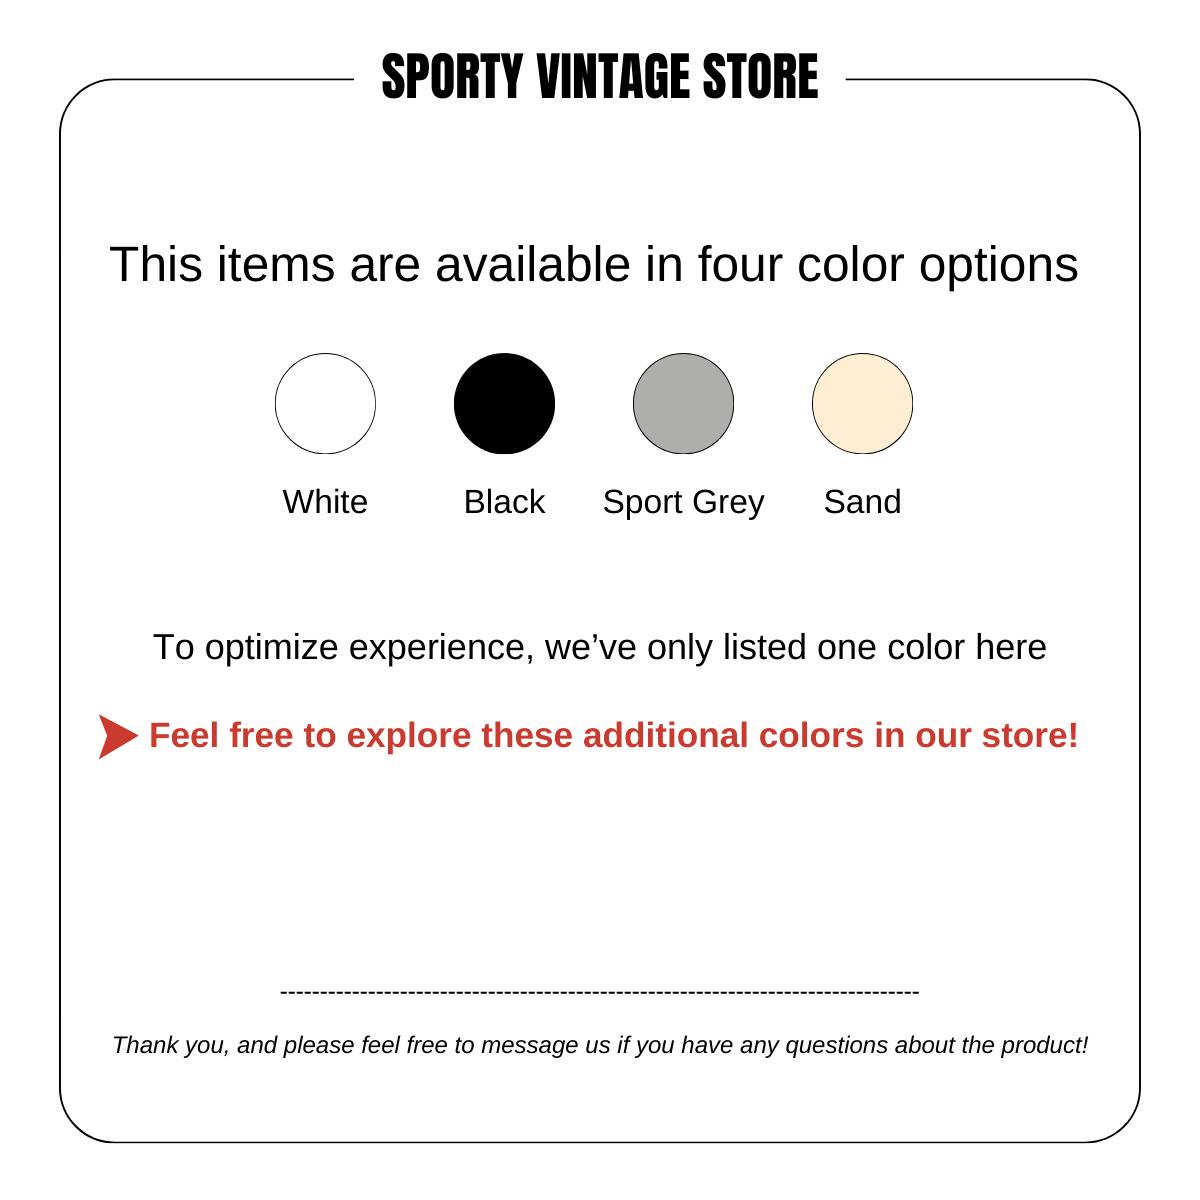 SPORTY VINTAGE STORE
This items are available in four color options
White Black Sport Grey Sand
To optimize experience, we’ve only listed one color here
Feel free to explore these additional colors in our store!
--------------------------------------------------------------------------------
Thank you, and please feel free to message us if you have any questions about the product!